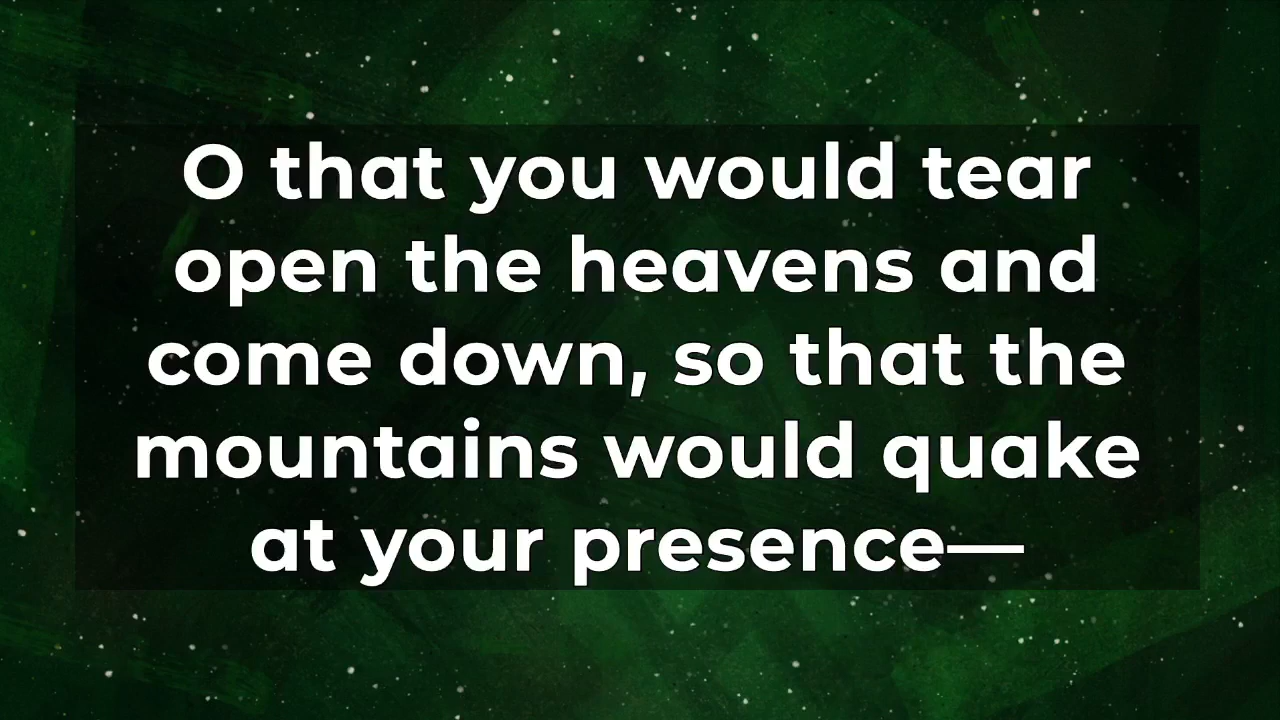 O that you would tear
open the heavens and
come down, so that the
mountains would quake
at your presence—